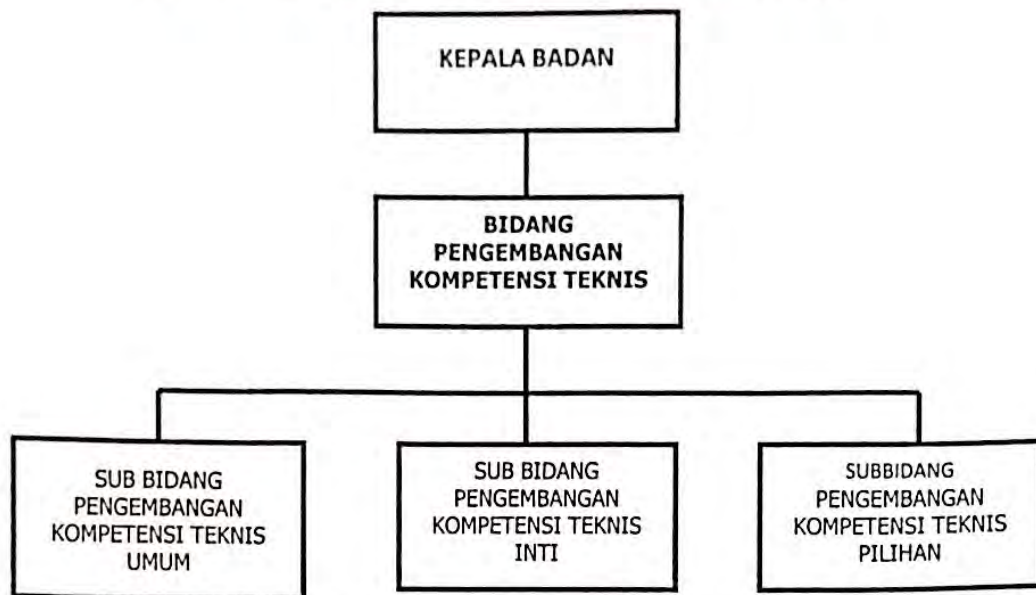 KEPALA BADAN
BIDANG
PENGEMBANGAN
KOMPETENSI TEKNIS
SUB BIDANG
PENGEMBANGAN
KOMPETENSI TEKNIS
UMUM
SUB BIDANG
PENGEMBANGAN
KOMPETENSI TEKNIS
INTI
SUBBIDANG
PENGEMBANGAN
KOMPETENSI TEKNIS
PILIHAN